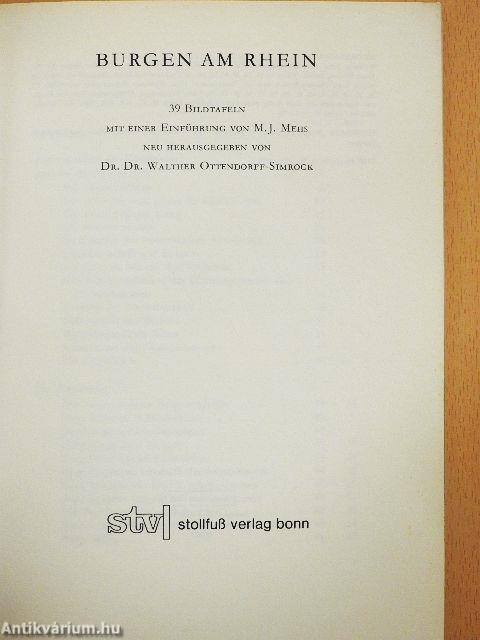 BURGEN AM RHEIN
39 BILDTAFELN
MIT EINER EINFÜHRUNG VON M. J. MEHS
NEU HERAUSGEGEBEN VON
DR. DR. WALTHER OTTENDORFF-SIMROCK
stv stollfuß verlag bonn
Antikvárium.hu